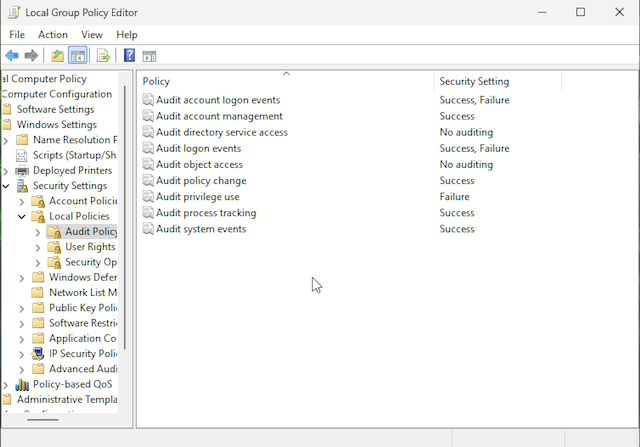 Local Group Policy Editor
File Action View Help
al Computer Policy
Computer Configuration
Software Settings
Windows Settings
Name Resolution P
Scripts (Startup/Sh
Deployed Printers
Security Settings
Account Policie
Local Policies
Audit Policy
User Rights
Security Op
Windows Defer
Network List M
Public Key Polic
Software Restric
Application Co
IP Security Polic
Advanced Audi
Policy-based QoS
Administrative Templa
Policy Security Setting
Audit account logon events Success, Failure
Audit account management Success
Audit directory service access No auditing
Audit logon events Success, Failure
Audit object access No auditing
Audit policy change Success
Audit privilege use Failure
Audit process tracking Success
Audit system events Success